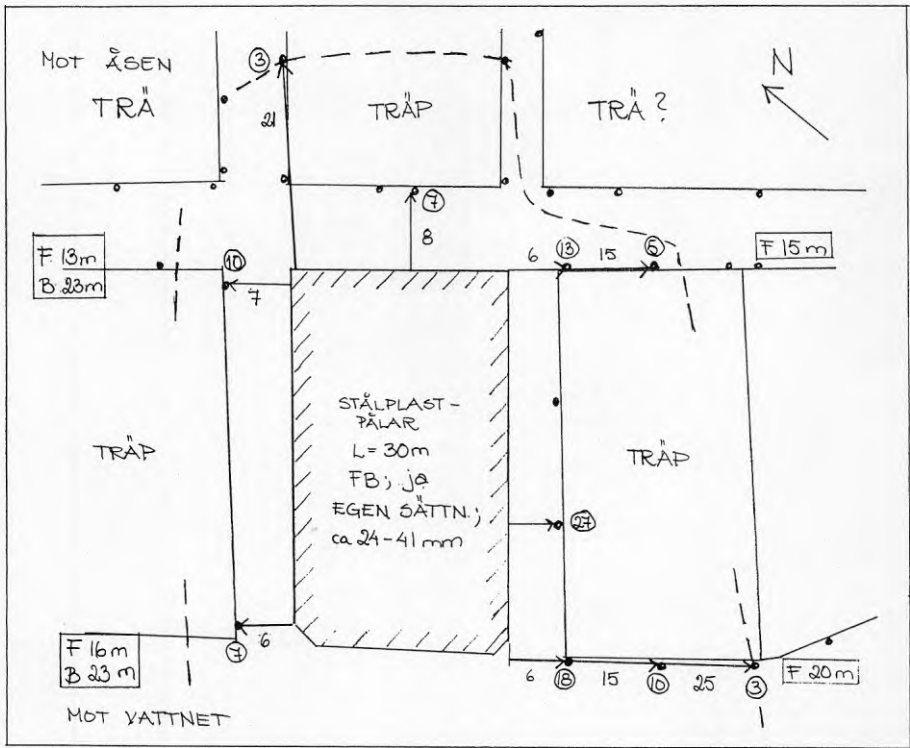 MOT ÅSEN
TRÄ
③
21
TRÄP
TRÄ ?
N
⑦
8
F 13m
B 23m
⑩
7
6
⑬
15
⑤
F 15 m
TRÄP
STÅLPLAST-
PÅLAR
L= 30m
FB; ja
EGEN SÄTTN.;
ca 24-41 mm
TRÄP
㉗
F 16m
B 23 m
⑦
6
6
⑱
15
⑩
25
③
F 20m
MOT VATTNET